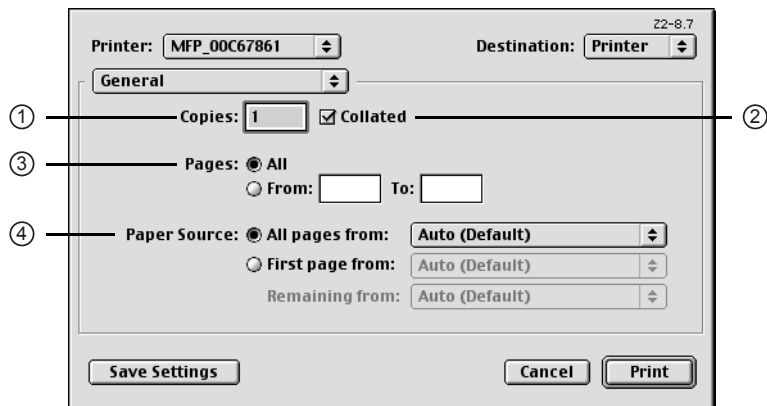 Z2-8.7
Printer: MFP_00C67861 Destination: Printer
General
1 Copies: 1 Collated 2
3 Pages: All
From: To:
4 Paper Source: All pages from: Auto (Default)
First page from: Auto (Default)
Remaining from: Auto (Default)
Save Settings Cancel Print